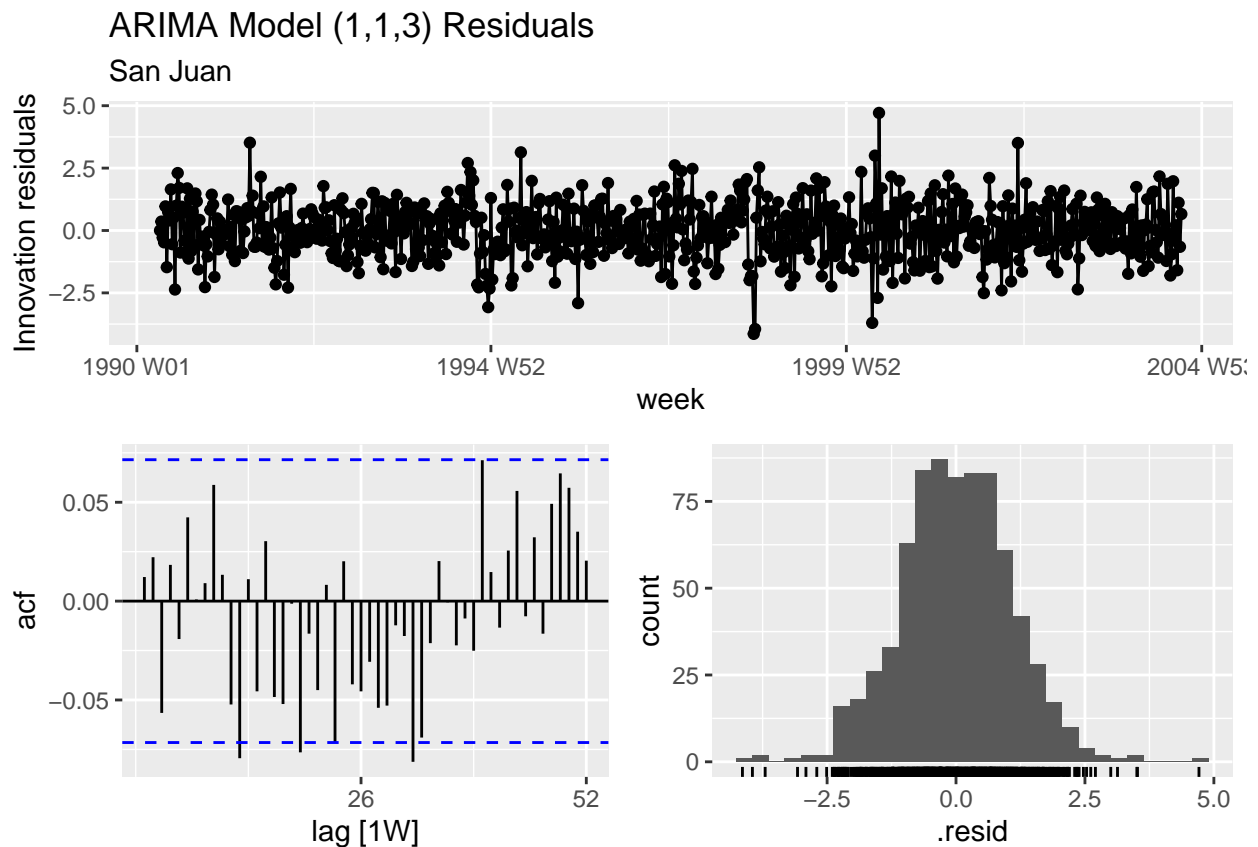 ARIMA Model (1,1,3) Residuals
San Juan
Innovation residuals
5.0
2.5
0.0
−2.5
1990 W01 1994 W52 1999 W52 2004 W53
week
acf
0.05
0.00
−0.05
26 52
lag [1W]
count
75
50
25
0
−2.5 0.0 2.5 5.0
.resid